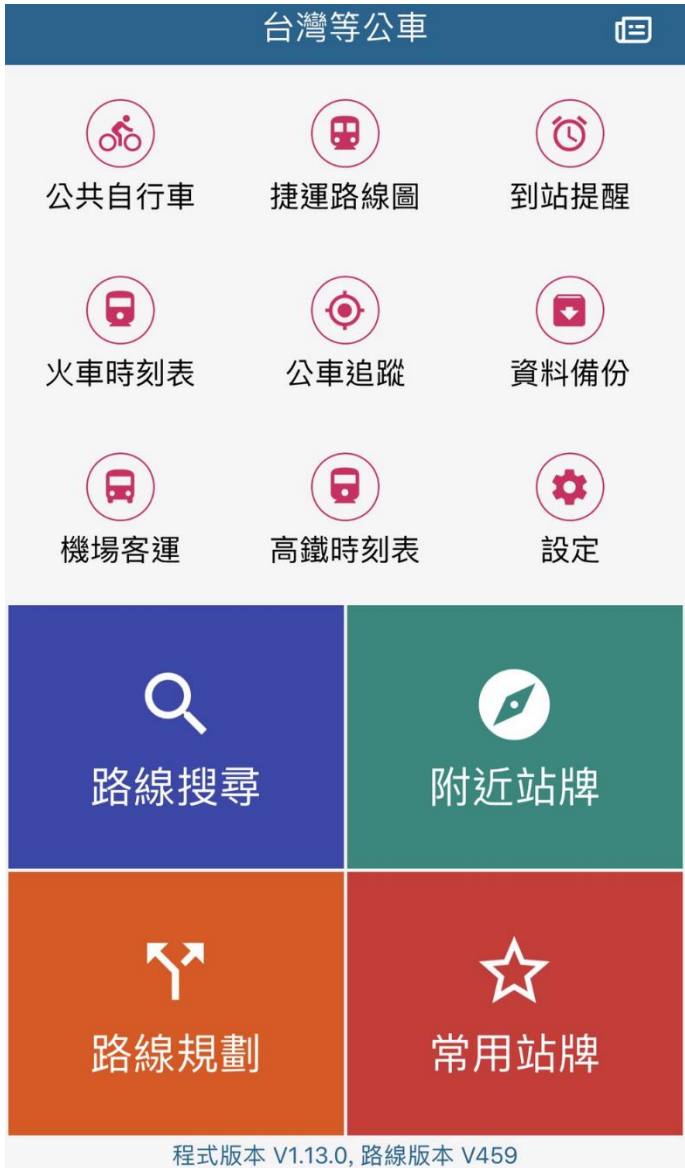 台灣等公車
公共自行車 捷運路線圖 到站提醒
火車時刻表 公車追蹤 資料備份
機場客運 高鐵時刻表 設定
路線搜尋 附近站牌
路線規劃 常用站牌
程式版本 V1.13.0, 路線版本 V459